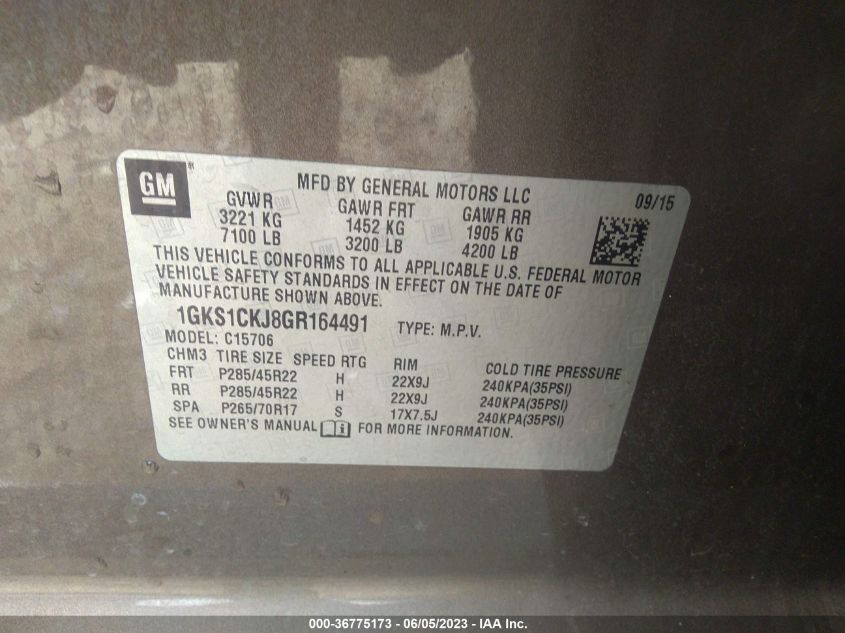 GM
MFD BY GENERAL MOTORS LLC 09/15
GVWR GAWR FRT GAWR RR
3221 KG 1452 KG 1905 KG
7100 LB 3200 LB 4200 LB
THIS VEHICLE CONFORMS TO ALL APPLICABLE U.S. FEDERAL MOTOR
VEHICLE SAFETY STANDARDS IN EFFECT ON THE DATE OF
MANUFACTURE SHOWN ABOVE.
1GKS1CKJ8GR164491 TYPE: M.P.V.
MODEL: C15706
CHM3 TIRE SIZE SPEED RTG RIM COLD TIRE PRESSURE
FRT P285/45R22 H 22X9J 240KPA(35PSI)
RR P285/45R22 H 22X9J 240KPA(35PSI)
SPA P265/70R17 S 17X7.5J 240KPA(35PSI)
SEE OWNER'S MANUAL FOR MORE INFORMATION.
000-36775173 - 06/05/2023 - IAA Inc.